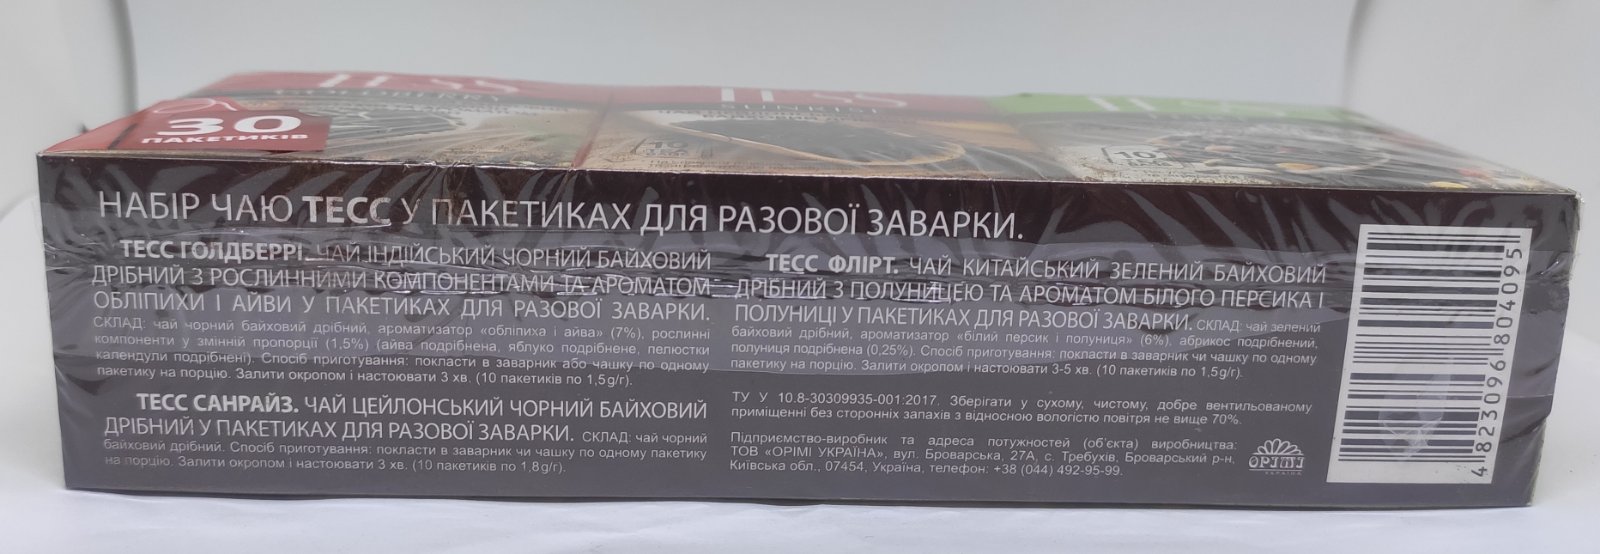 30
ПАКЕТИКІВ
SUNRISE
НАБІР ЧАЮ ТЕСС У ПАКЕТИКАХ ДЛЯ РАЗОВОЇ ЗАВАРКИ.
ТЕСС ГОЛДБЕРРІ. ЧАЙ ІНДІЙСЬКИЙ ЧОРНИЙ БАЙХОВИЙ
ДРІБНИЙ З РОСЛИННИМИ КОМПОНЕНТАМИ ТА АРОМАТОМ
ОБЛІПИХИ І АЙВИ У ПАКЕТИКАХ ДЛЯ РАЗОВОЇ ЗАВАРКИ.
СКЛАД: чай чорний байховий дрібний, ароматизатор «обліпиха і айва» (7%), рослинні
компоненти у змінній пропорції (1,5%) (айва подрібнена, яблуко подрібнене, пелюстки
календули подрібнені). Спосіб приготування: покласти в заварник або чашку по одному
пакетику на порцію. Залити окропом і настоювати 3 хв. (10 пакетиків по 1,5g/г).
ТЕСС САНРАЙЗ. ЧАЙ ЦЕЙЛОНСЬКИЙ ЧОРНИЙ БАЙХОВИЙ
ДРІБНИЙ У ПАКЕТИКАХ ДЛЯ РАЗОВОЇ ЗАВАРКИ. СКЛАД: чай чорний
байховий дрібний. Спосіб приготування: покласти в заварник чи чашку по одному пакетику
на порцію. Залити окропом і настоювати 3 хв. (10 пакетиків по 1,8g/г).
ТЕСС ФЛІРТ. ЧАЙ КИТАЙСЬКИЙ ЗЕЛЕНИЙ БАЙХОВИЙ
ДРІБНИЙ З ПОЛУНИЦЕЮ ТА АРОМАТОМ БІЛОГО ПЕРСИКА І
ПОЛУНИЦІ У ПАКЕТИКАХ ДЛЯ РАЗОВОЇ ЗАВАРКИ. СКЛАД: чай зелений
байховий дрібний, ароматизатор «білий персик і полуниця» (6%), абрикос подрібнений,
полуниця подрібнена (0,25%). Спосіб приготування: покласти в заварник чи чашку по одному
пакетику на порцію. Залити окропом і настоювати 3-5 хв. (10 пакетиків по 1,5g/г).
ТУ У 10.8-30309935-001:2017. Зберігати у сухому, чистому, добре вентильованому
приміщенні без сторонніх запахів з відносною вологістю повітря не вище 70%.
Підприємство-виробник та адреса потужностей (об'єкта) виробництва:
ТОВ «ОРІМІ УКРАЇНА», вул. Броварська, 27А, с. Требухів, Броварський р-н,
Київська обл., 07454, Україна, телефон: +38 (044) 492-95-99.
ОРІМІ
УКРАЇНА
4 823096 804095